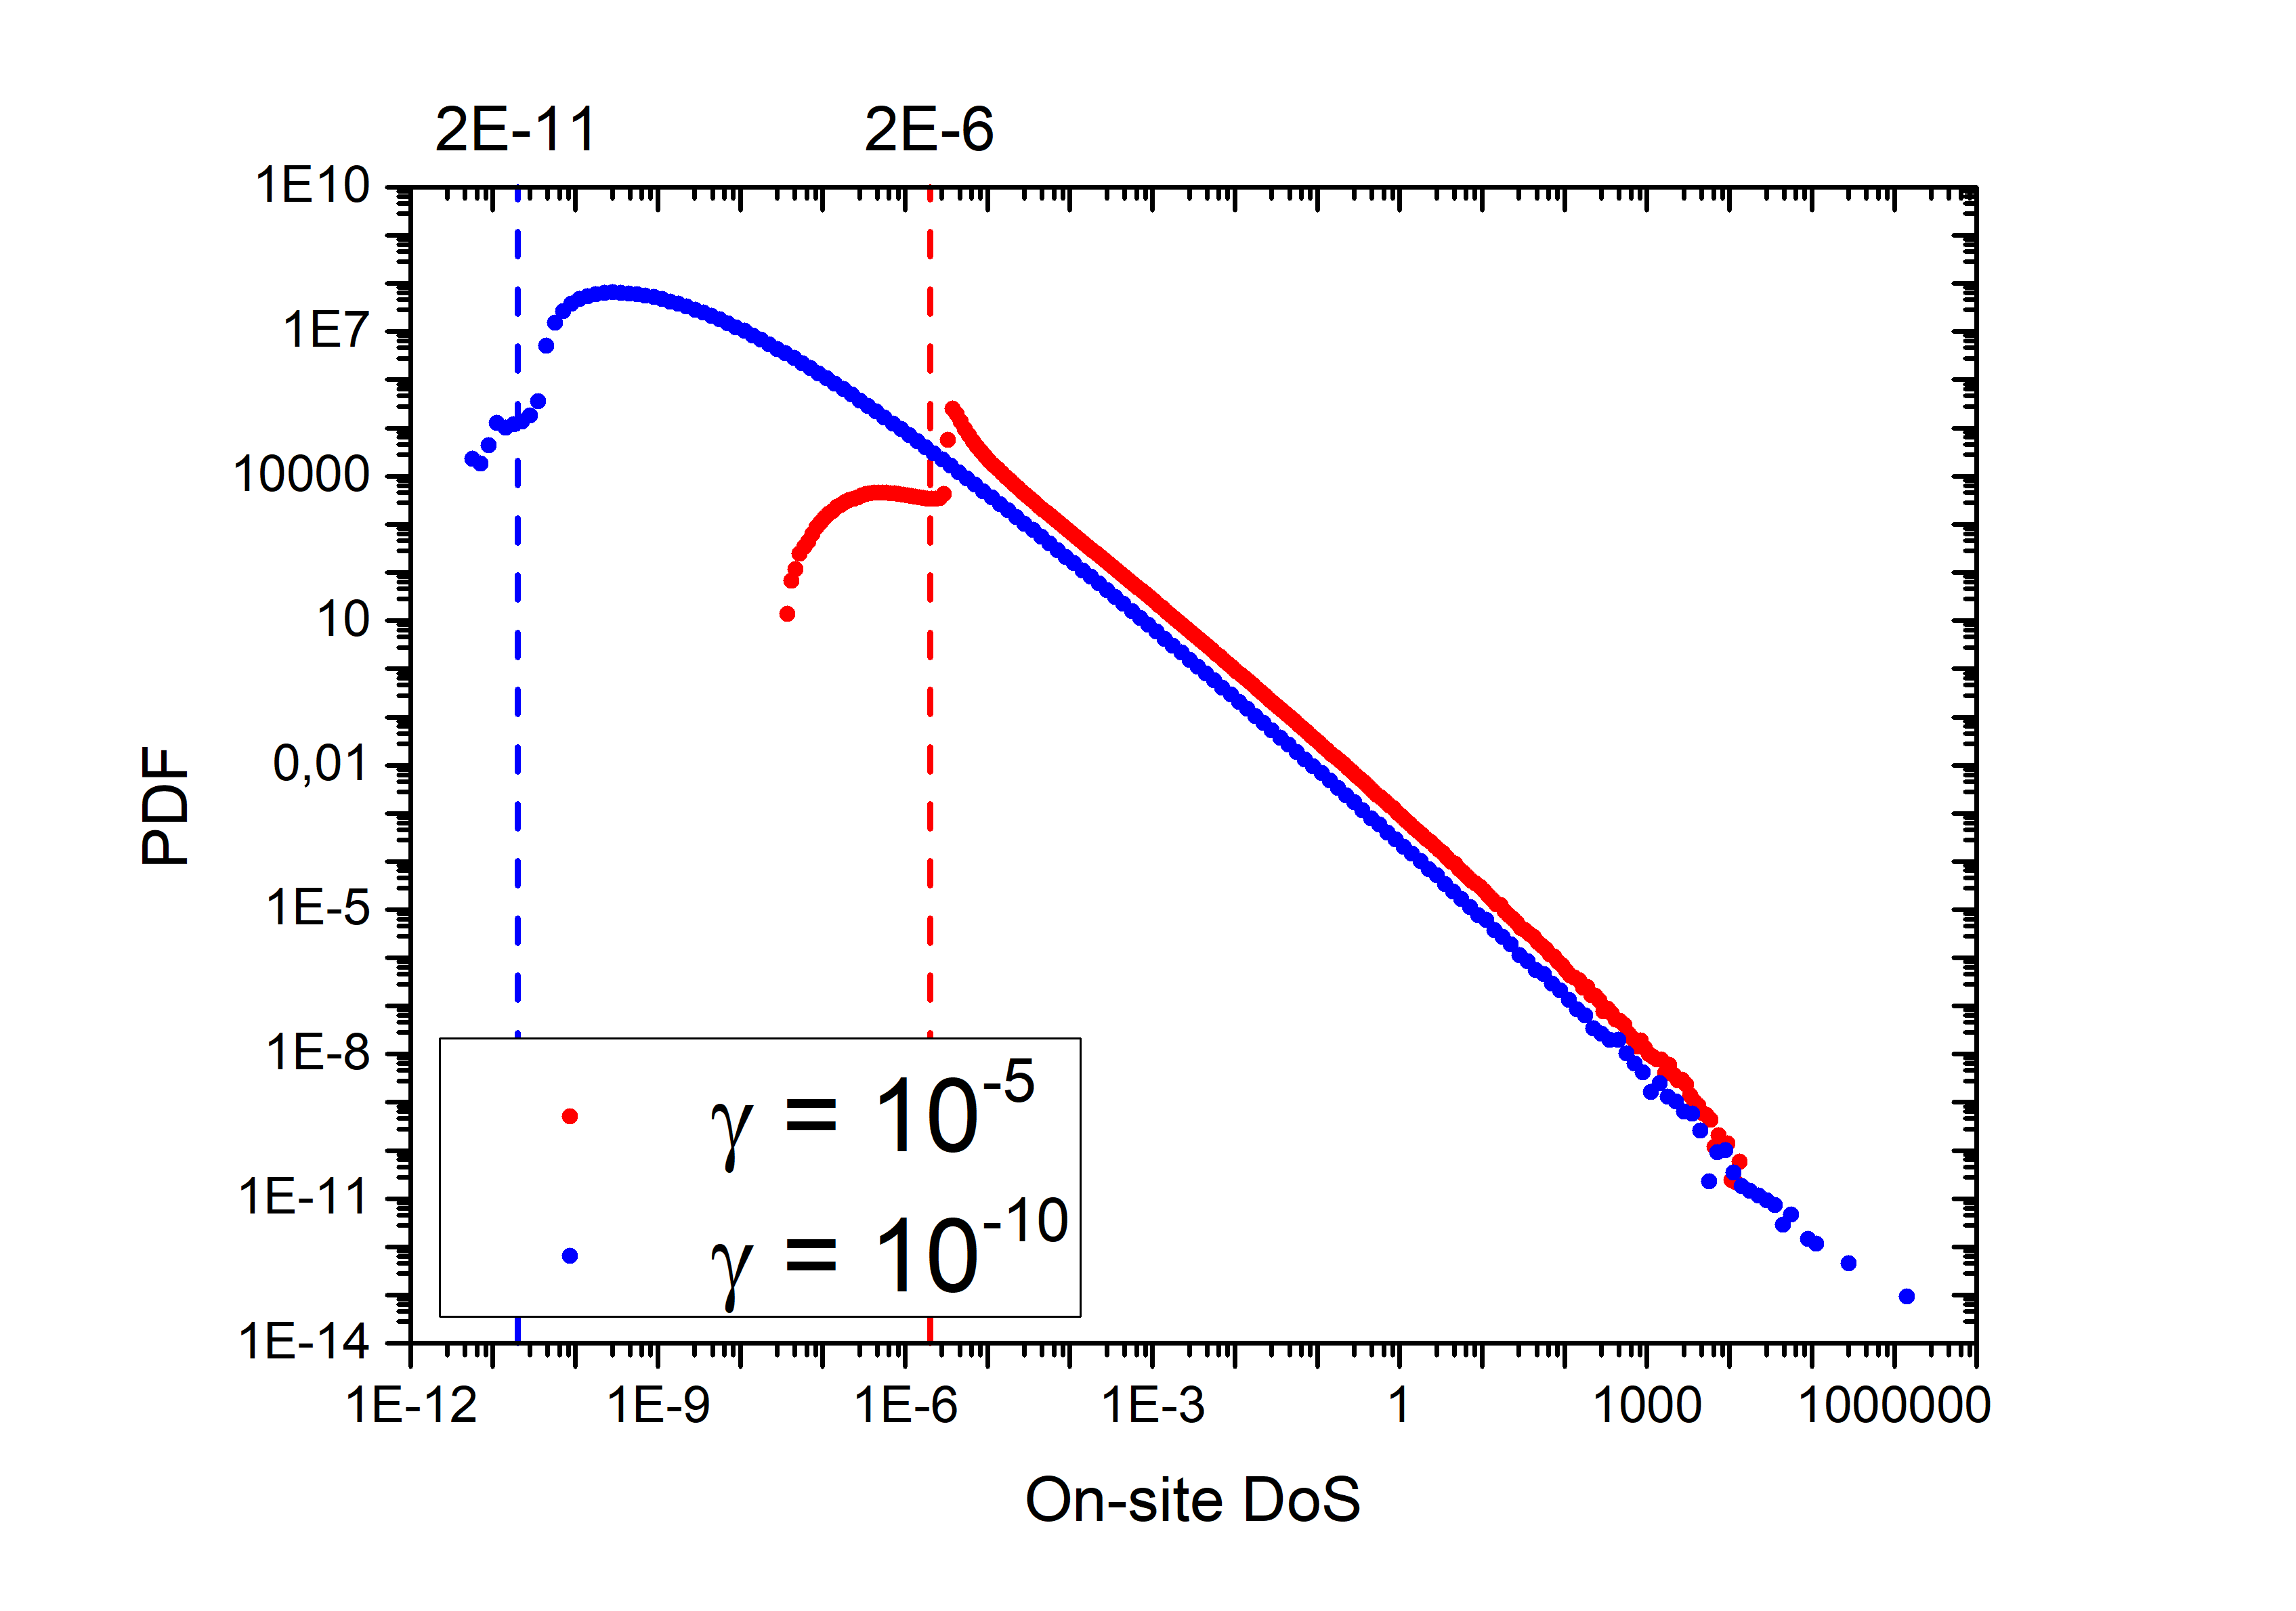 2E-11 2E-6
1E10
1E7
10000
10
0,01
1E-5
1E-8
1E-11
1E-14
PDF
γ = 10-5
γ = 10-10
1E-12 1E-9 1E-6 1E-3 1 1000 1000000
On-site DoS